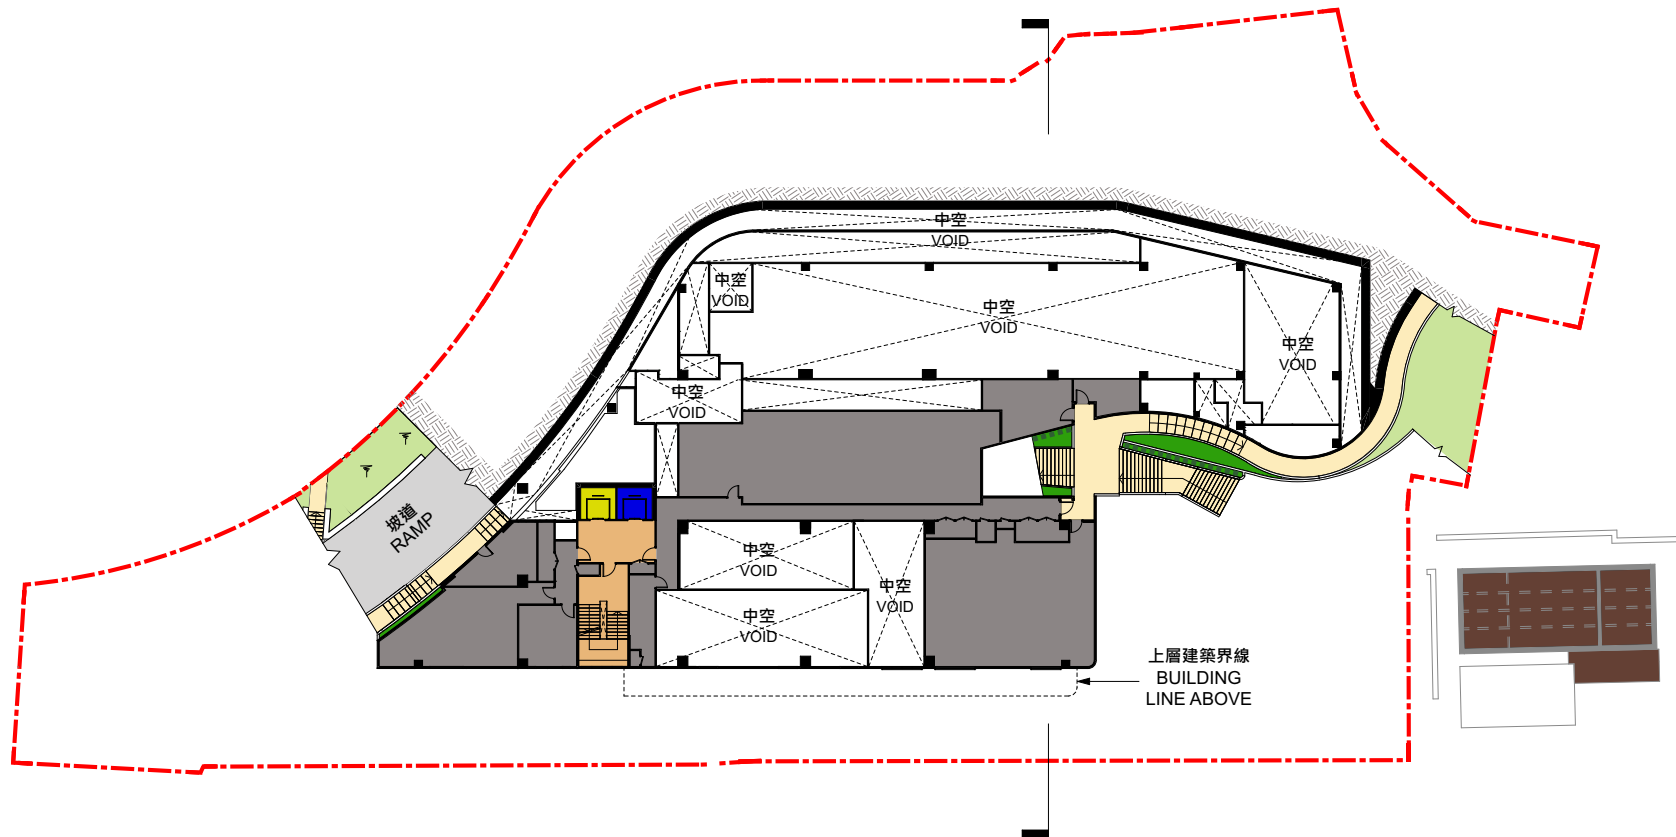 中空
VOID
中空
VOID
中空
VOID
中空
VOID
中空
VOID
坡道
RAMP
中空
VOID
中空
VOID
中空
VOID
上層建築界線
BUILDING
LINE ABOVE